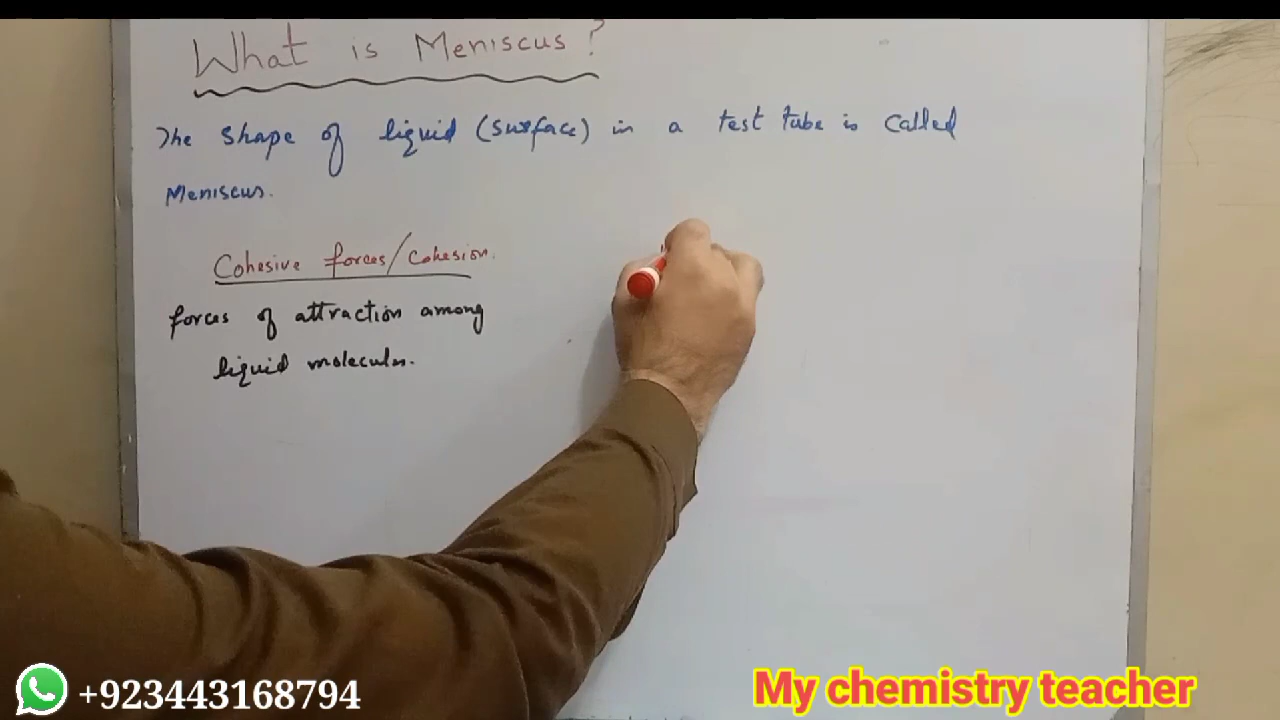 What is Meniscus?
The shape of liquid (surface) in a test tube is called
Meniscus.
Cohesive forces/Cohesion.
forces of attraction among
liquid molecules.
+923443168794
My chemistry teacher